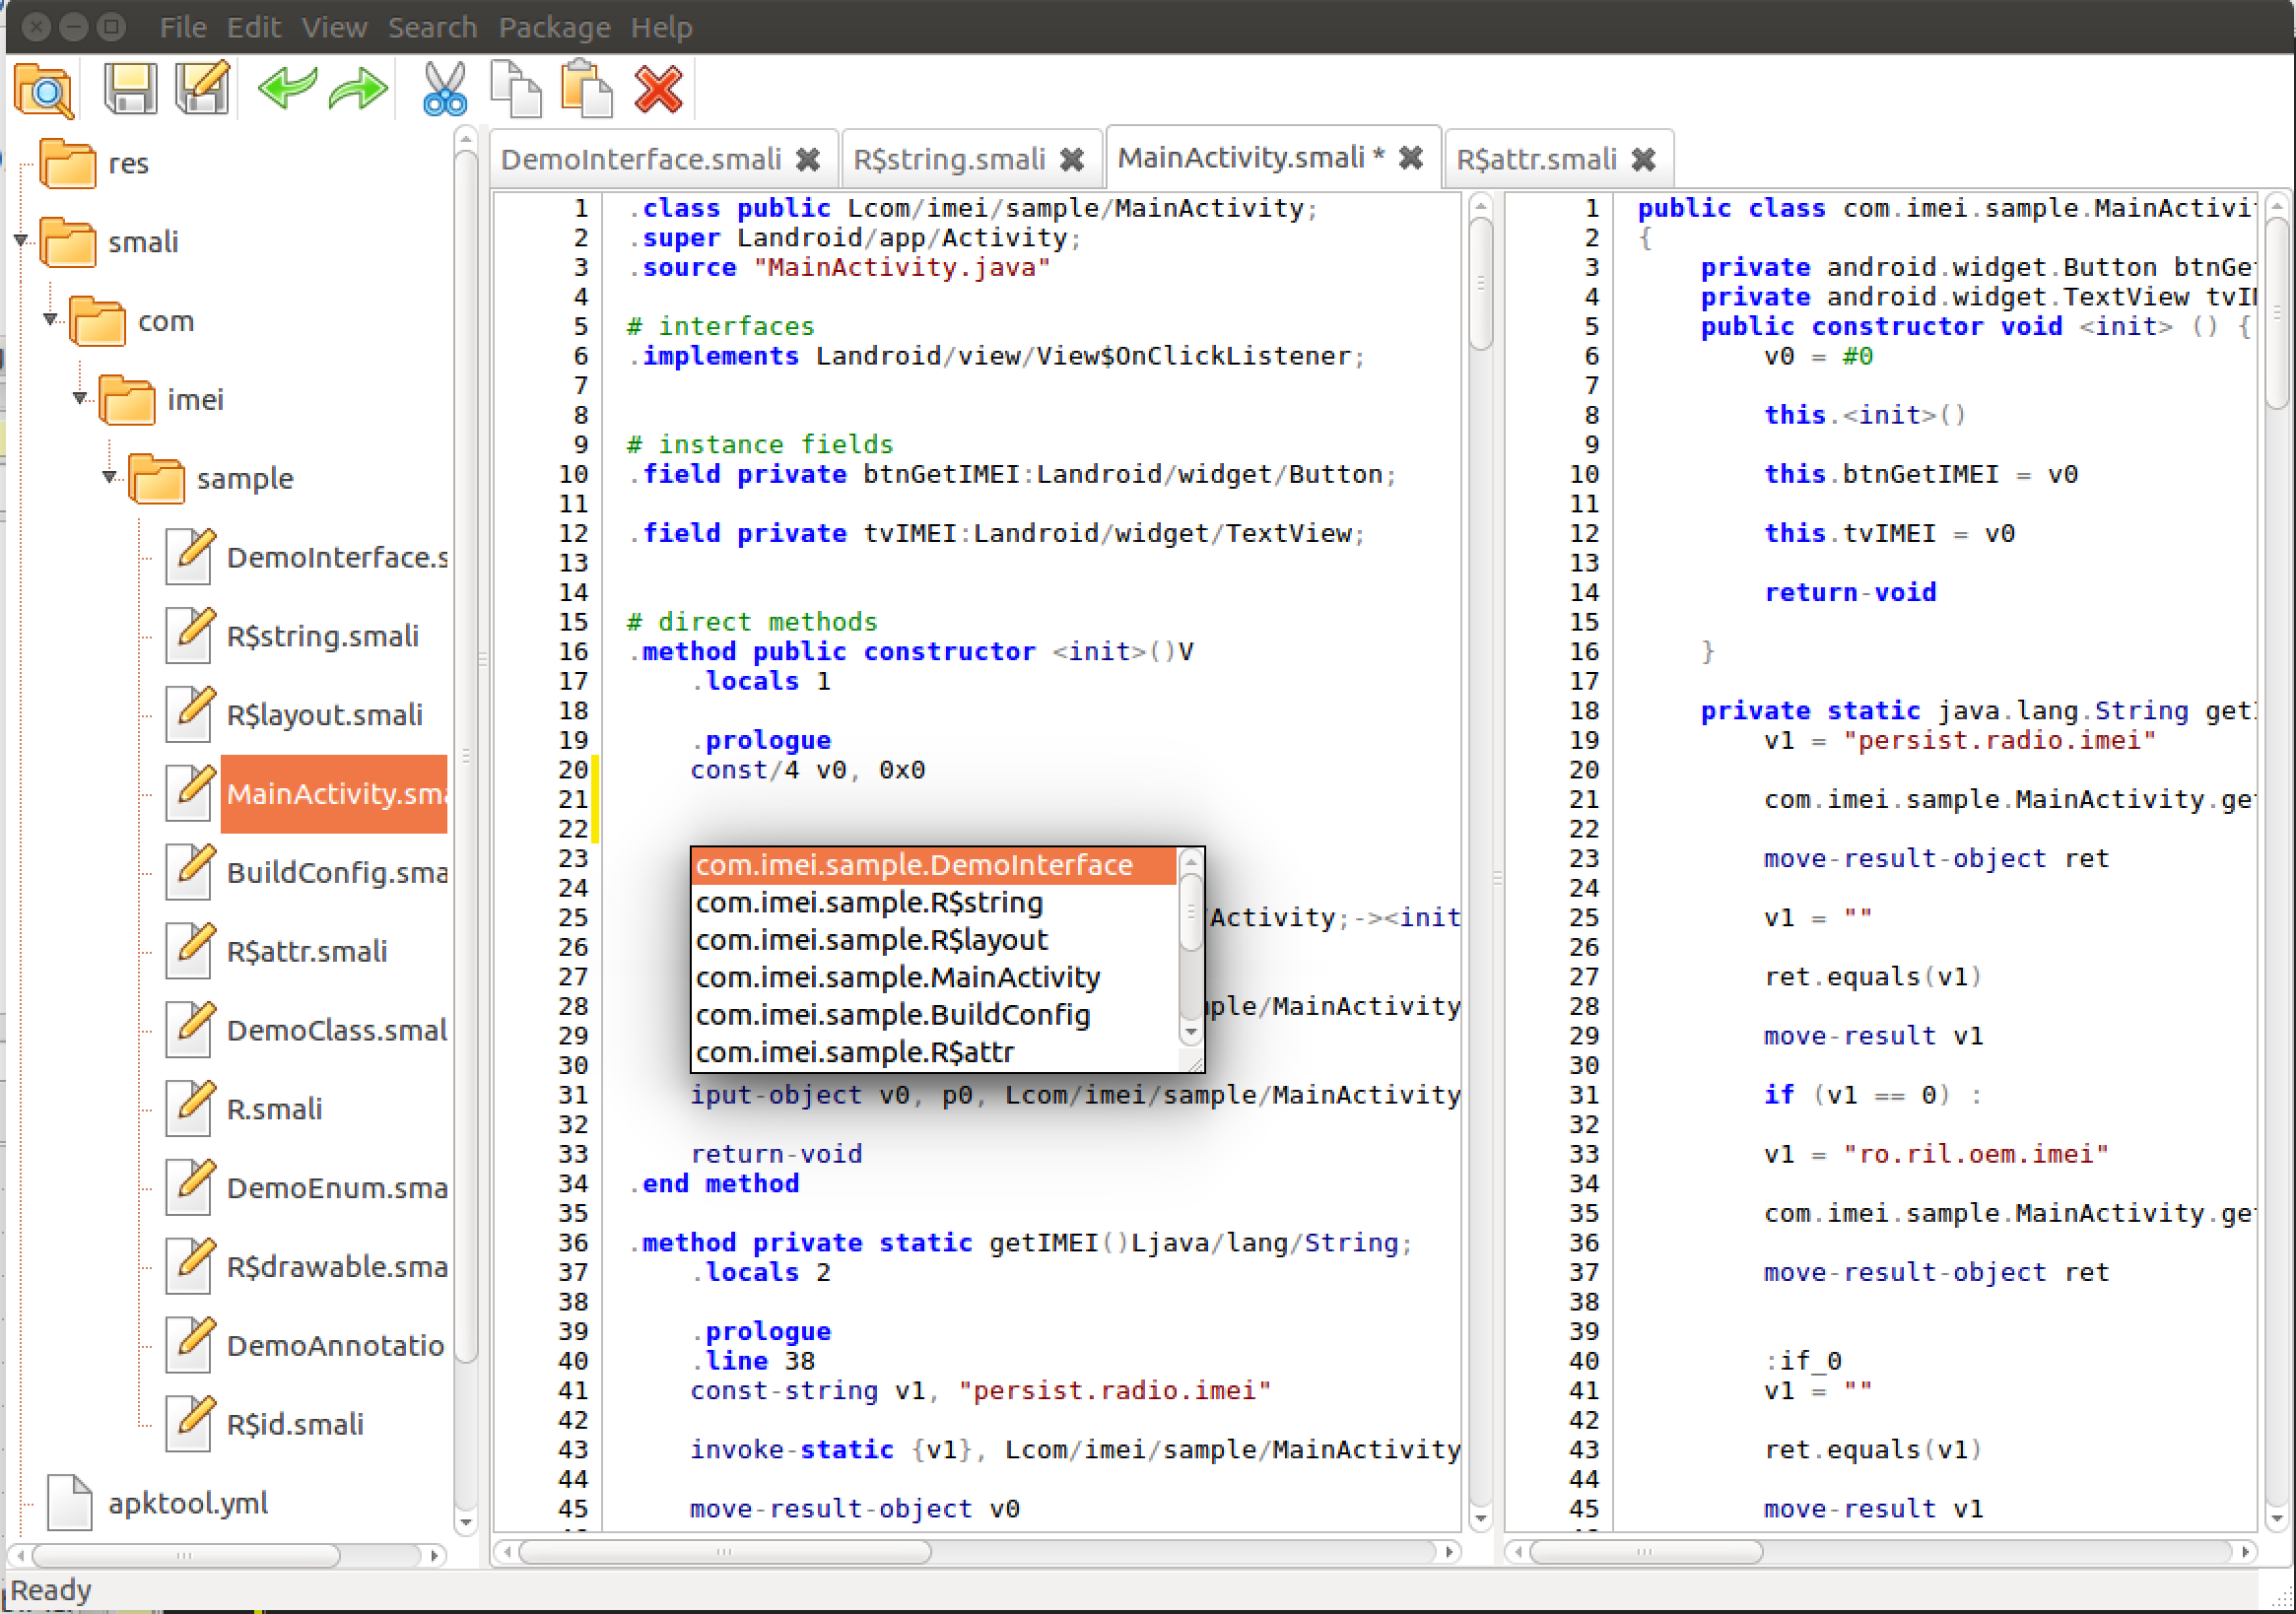 File Edit View Search Package Help
res
smali
com
imei
sample
DemoInterface.s
R$string.smali
R$layout.smali
MainActivity.sma
BuildConfig.sma
R$attr.smali
DemoClass.smal
R.smali
DemoEnum.sma
R$drawable.sma
DemoAnnotatio
R$id.smali
apktool.yml
DemoInterface.smali R$string.smali MainActivity.smali * R$attr.smali
1 .class public Lcom/imei/sample/MainActivity;
2 .super Landroid/app/Activity;
3 .source "MainActivity.java"
4
5 # interfaces
6 .implements Landroid/view/View$OnClickListener;
7
8
9 # instance fields
10 .field private btnGetIMEI:Landroid/widget/Button;
11
12 .field private tvIMEI:Landroid/widget/TextView;
13
14
15 # direct methods
16 .method public constructor <init>()V
17 .locals 1
18
19 .prologue
20 const/4 v0, 0x0
21
22
23
24
25 /Activity;-><init
26
27
28 mple/MainActivity
29
30
31 iput-object v0, p0, Lcom/imei/sample/MainActivity
32
33 return-void
34 .end method
35
36 .method private static getIMEI()Ljava/lang/String;
37 .locals 2
38
39 .prologue
40 .line 38
41 const-string v1, "persist.radio.imei"
42
43 invoke-static {v1}, Lcom/imei/sample/MainActivity
44
45 move-result-object v0
com.imei.sample.DemoInterface
com.imei.sample.R$string
com.imei.sample.R$layout
com.imei.sample.MainActivity
com.imei.sample.BuildConfig
com.imei.sample.R$attr
1 public class com.imei.sample.MainActivi
2 {
3 private android.widget.Button btnGe
4 private android.widget.TextView tvI
5 public constructor void <init> () {
6 v0 = #0
7
8 this.<init>()
9
10 this.btnGetIMEI = v0
11
12 this.tvIMEI = v0
13
14 return-void
15
16 }
17
18 private static java.lang.String get
19 v1 = "persist.radio.imei"
20
21 com.imei.sample.MainActivity.ge
22
23 move-result-object ret
24
25 v1 = ""
26
27 ret.equals(v1)
28
29 move-result v1
30
31 if (v1 == 0) :
32
33 v1 = "ro.ril.oem.imei"
34
35 com.imei.sample.MainActivity.ge
36
37 move-result-object ret
38
39
40 :if_0
41 v1 = ""
42
43 ret.equals(v1)
44
45 move-result v1
Ready